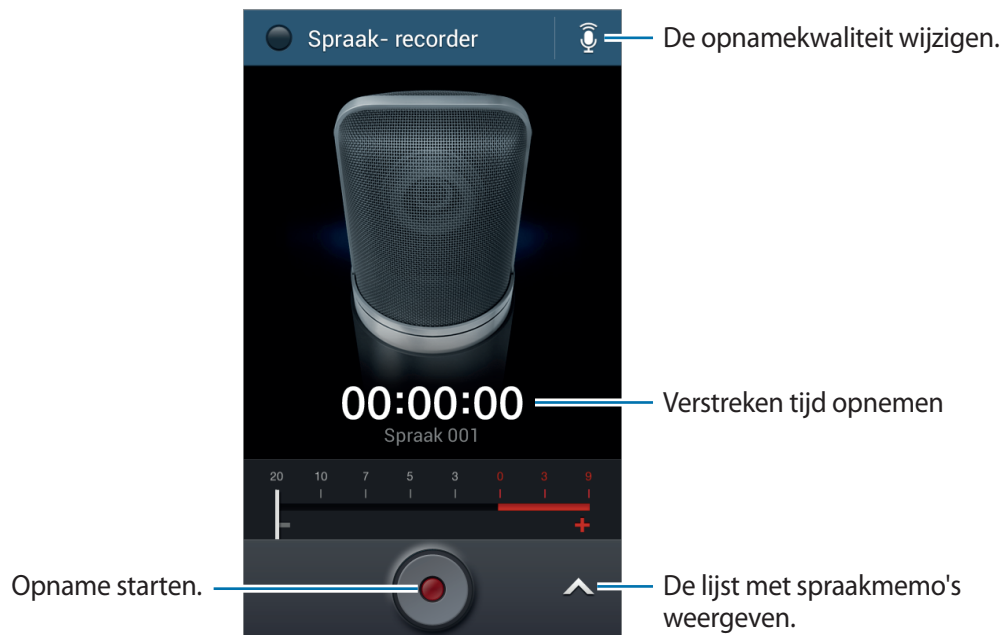 Spraak- recorder
De opnamekwaliteit wijzigen.
00:00:00
Verstreken tijd opnemen
Spraak 001
20 10 7 5 3 0 3 9
- +
Opname starten.
De lijst met spraakmemo's
weergeven.